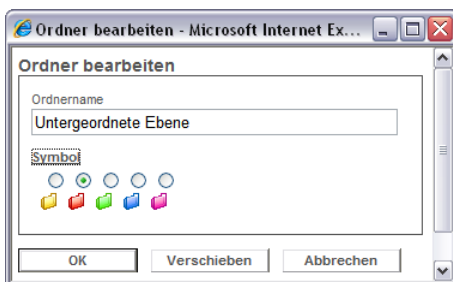 Ordner bearbeiten - Microsoft Internet Ex...
Ordner bearbeiten
Ordnername
Untergeordnete Ebene
Symbol
OK Verschieben Abbrechen